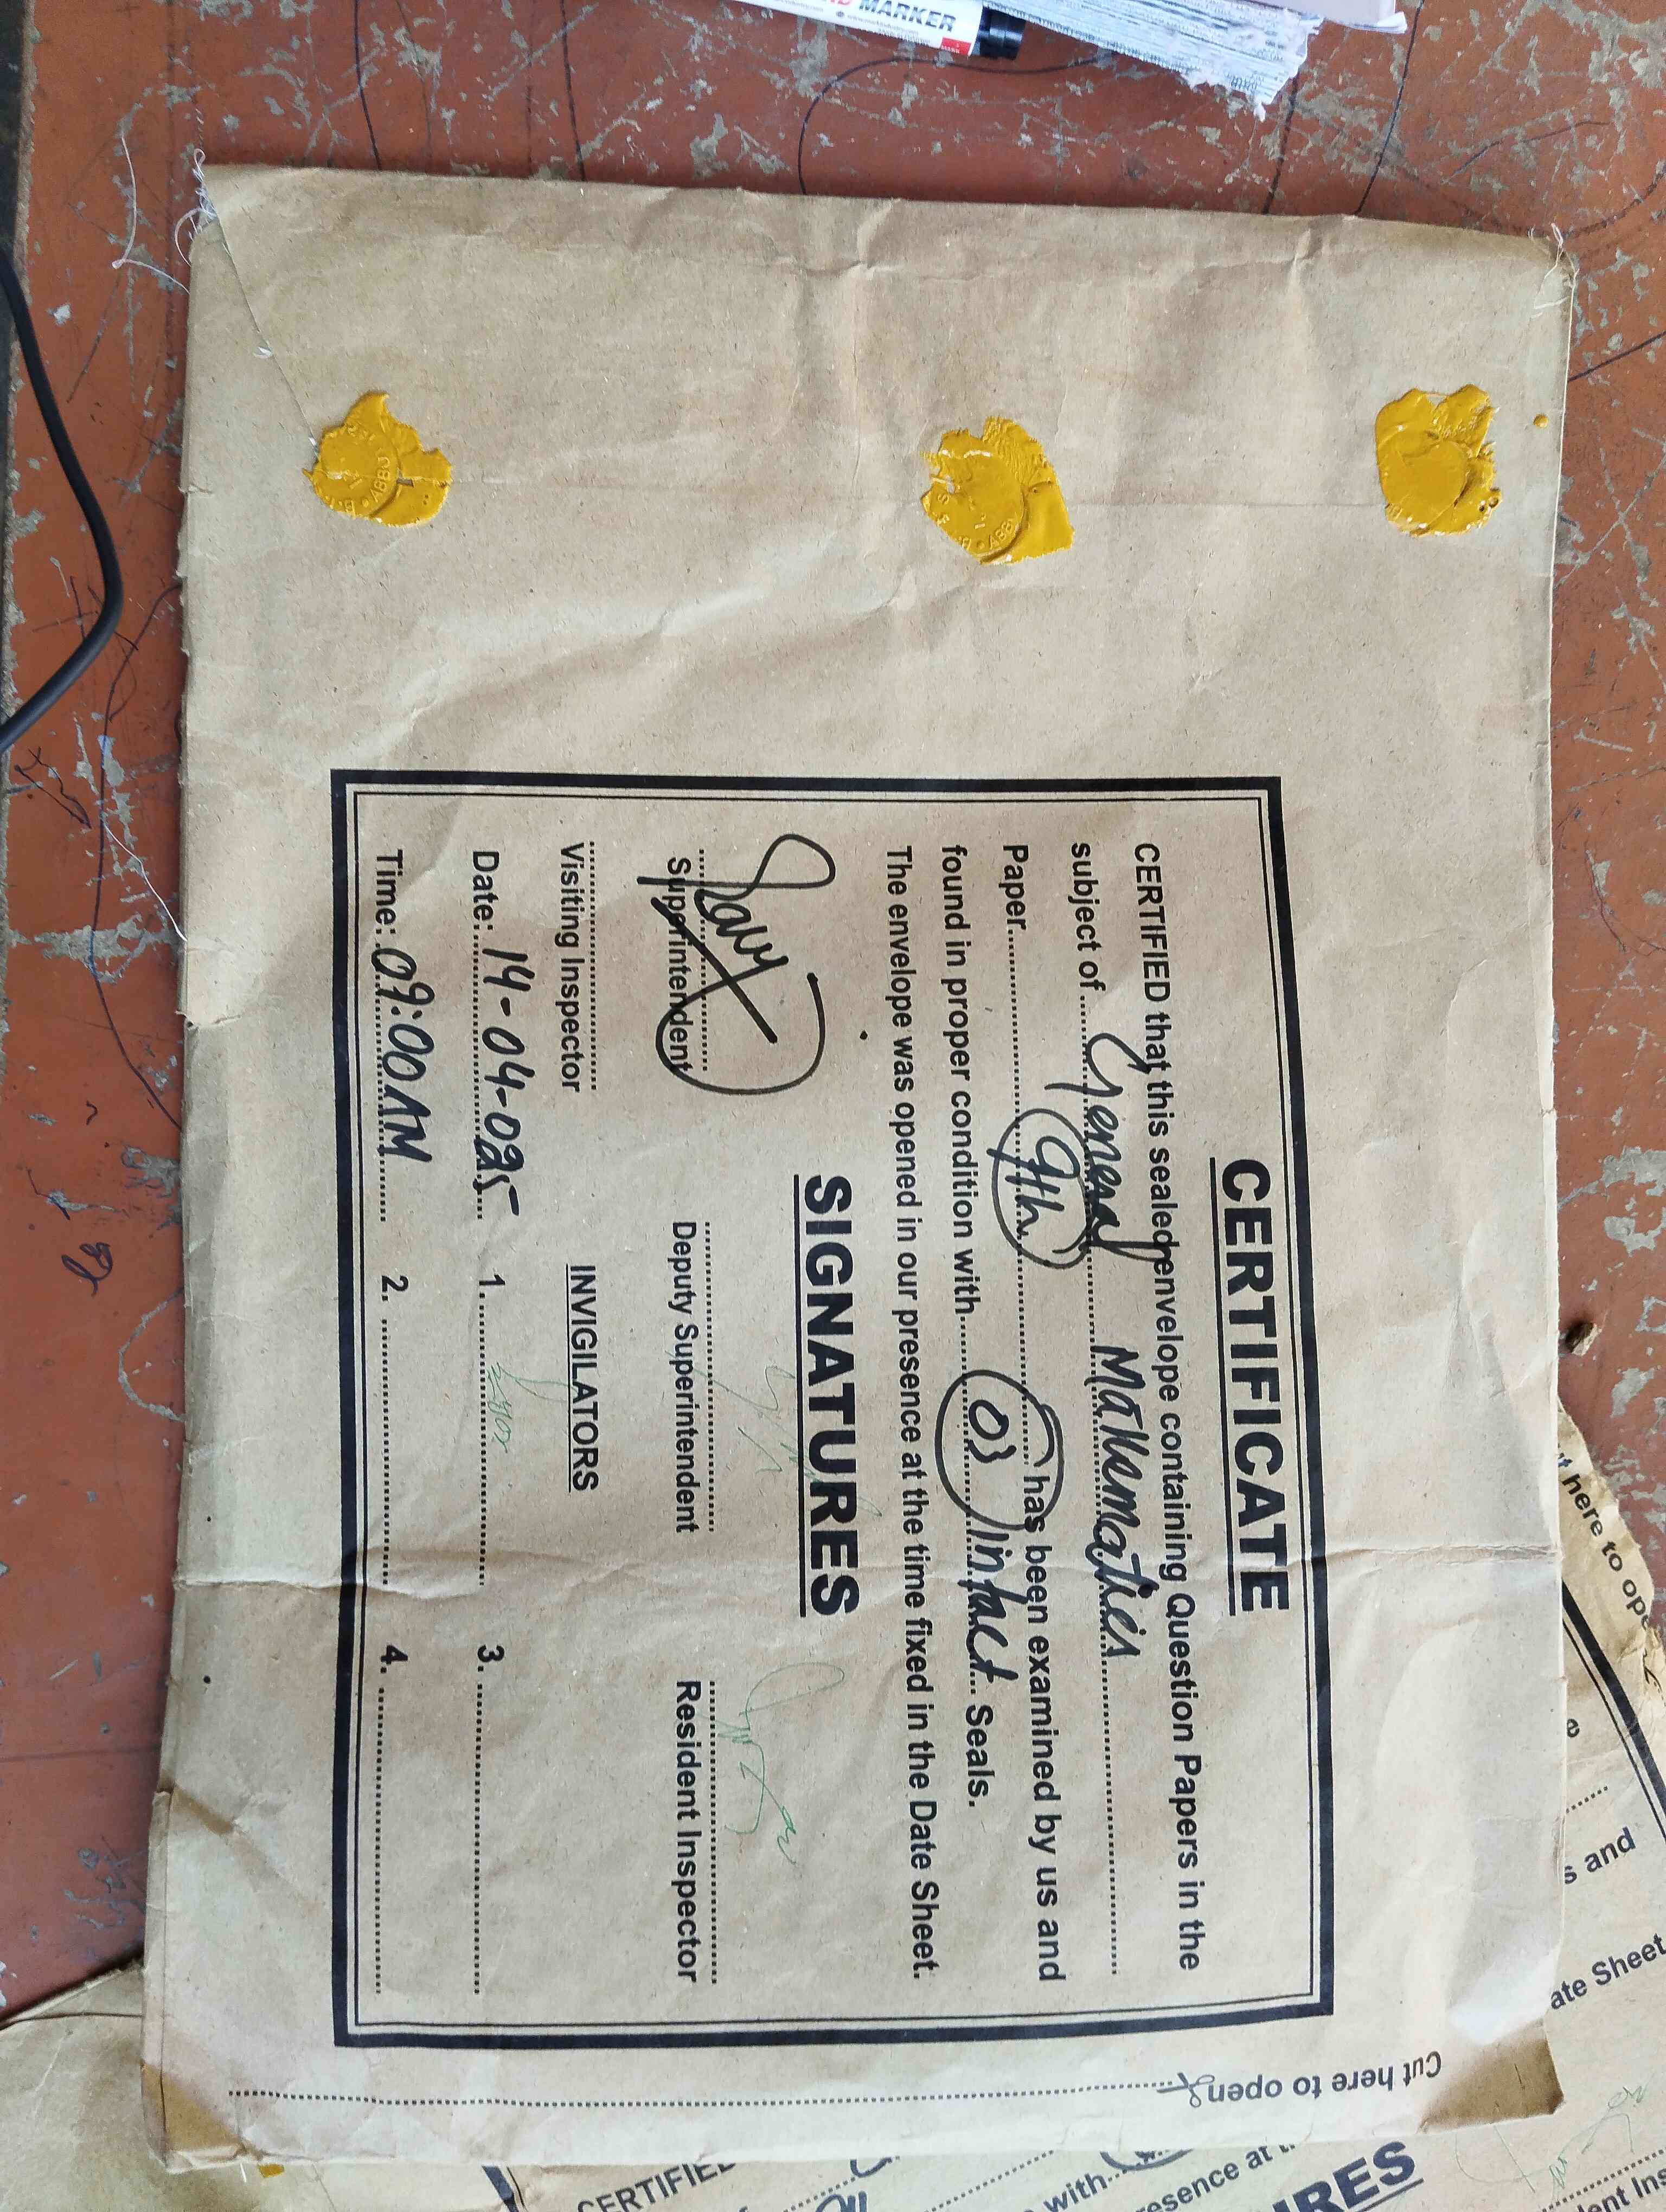 MARKER
CERTIFICATE
CERTIFIED that this sealed envelope containing Question Papers in the
subject of General Mathematics
Paper 9th has been examined by us and
found in proper condition with 03 intact Seals.
The envelope was opened in our presence at the time fixed in the Date Sheet.
SIGNATURES
Superintendent Deputy Superintendent Resident Inspector
Visiting Inspector INVIGILATORS
Date: 14-04-025 1. 3.
Time: 09:00AM 2. 4.
Cut here to open
here to open
s and
ate Sheet
CERTIFIE
with
esence at
RES
ent Ins